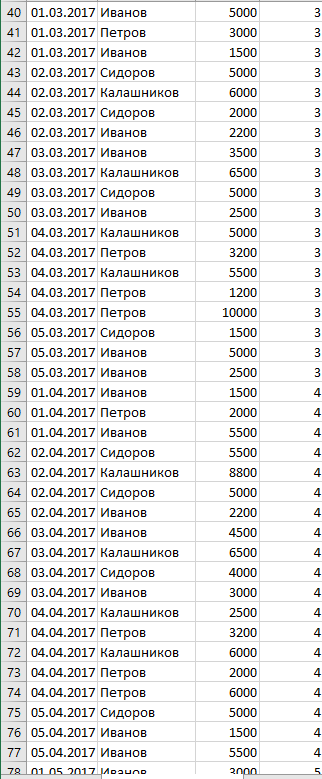 40 01.03.2017 Иванов 5000 3
41 01.03.2017 Петров 3000 3
42 01.03.2017 Иванов 1500 3
43 02.03.2017 Сидоров 5000 3
44 02.03.2017 Калашников 6000 3
45 02.03.2017 Сидоров 2000 3
46 02.03.2017 Иванов 2200 3
47 03.03.2017 Иванов 3500 3
48 03.03.2017 Калашников 6500 3
49 03.03.2017 Сидоров 5000 3
50 03.03.2017 Иванов 2500 3
51 04.03.2017 Калашников 5000 3
52 04.03.2017 Петров 3200 3
53 04.03.2017 Калашников 5500 3
54 04.03.2017 Петров 1200 3
55 04.03.2017 Петров 10000 3
56 05.03.2017 Сидоров 1500 3
57 05.03.2017 Иванов 5000 3
58 05.03.2017 Иванов 2500 3
59 01.04.2017 Иванов 1500 4
60 01.04.2017 Петров 2000 4
61 01.04.2017 Иванов 5500 4
62 02.04.2017 Сидоров 5500 4
63 02.04.2017 Калашников 8800 4
64 02.04.2017 Сидоров 5000 4
65 02.04.2017 Иванов 2200 4
66 03.04.2017 Иванов 4500 4
67 03.04.2017 Калашников 6500 4
68 03.04.2017 Сидоров 4000 4
69 03.04.2017 Иванов 3000 4
70 04.04.2017 Калашников 2500 4
71 04.04.2017 Петров 3200 4
72 04.04.2017 Калашников 6000 4
73 04.04.2017 Петров 2000 4
74 04.04.2017 Петров 6000 4
75 05.04.2017 Сидоров 5000 4
76 05.04.2017 Иванов 1500 4
77 05.04.2017 Иванов 5500 4
78 01.05.2017 Иванов 3000 5